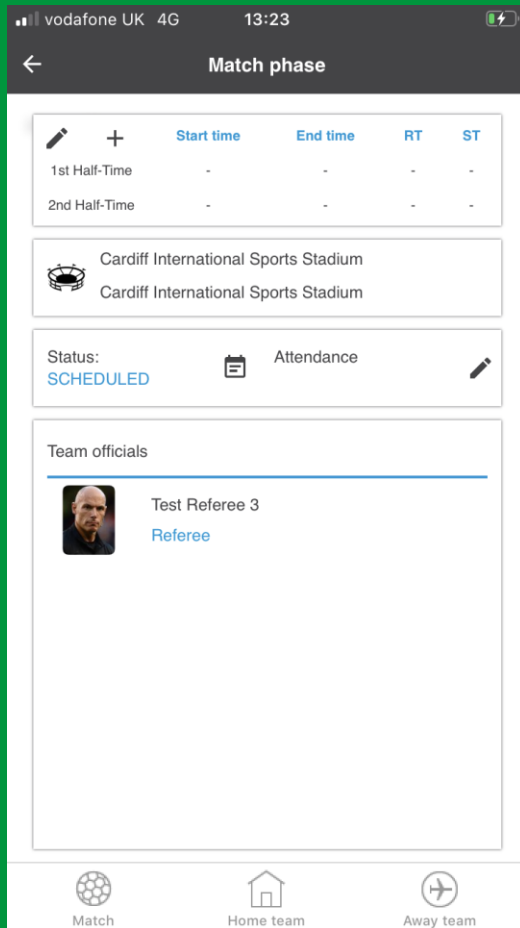 vodafone UK 4G 13:23
Match phase
Start time End time RT ST
1st Half-Time - - - -
2nd Half-Time - - - -
Cardiff International Sports Stadium
Cardiff International Sports Stadium
Status: Attendance
SCHEDULED
Team officials
Test Referee 3
Referee
Match Home team Away team